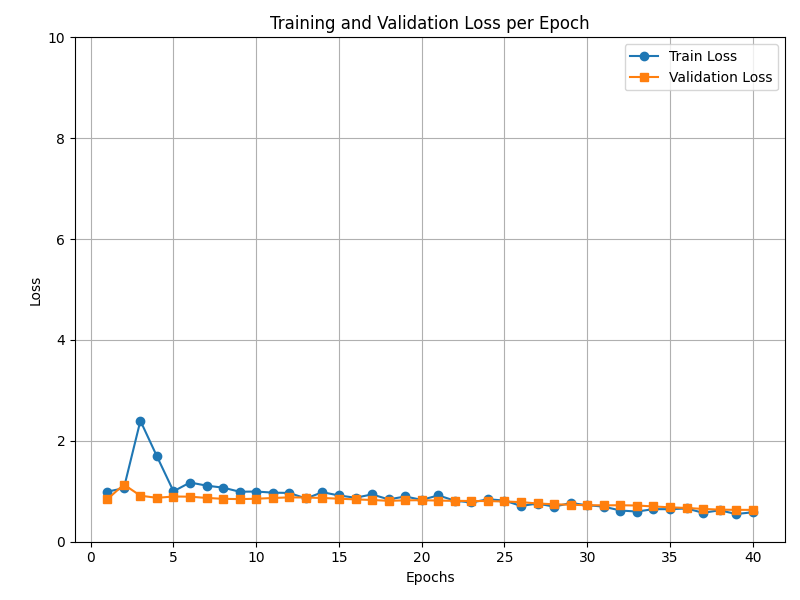 Training and Validation Loss per Epoch
Train Loss
Validation Loss
Loss
10
8
6
4
2
0
0 5 10 15 20 25 30 35 40
Epochs